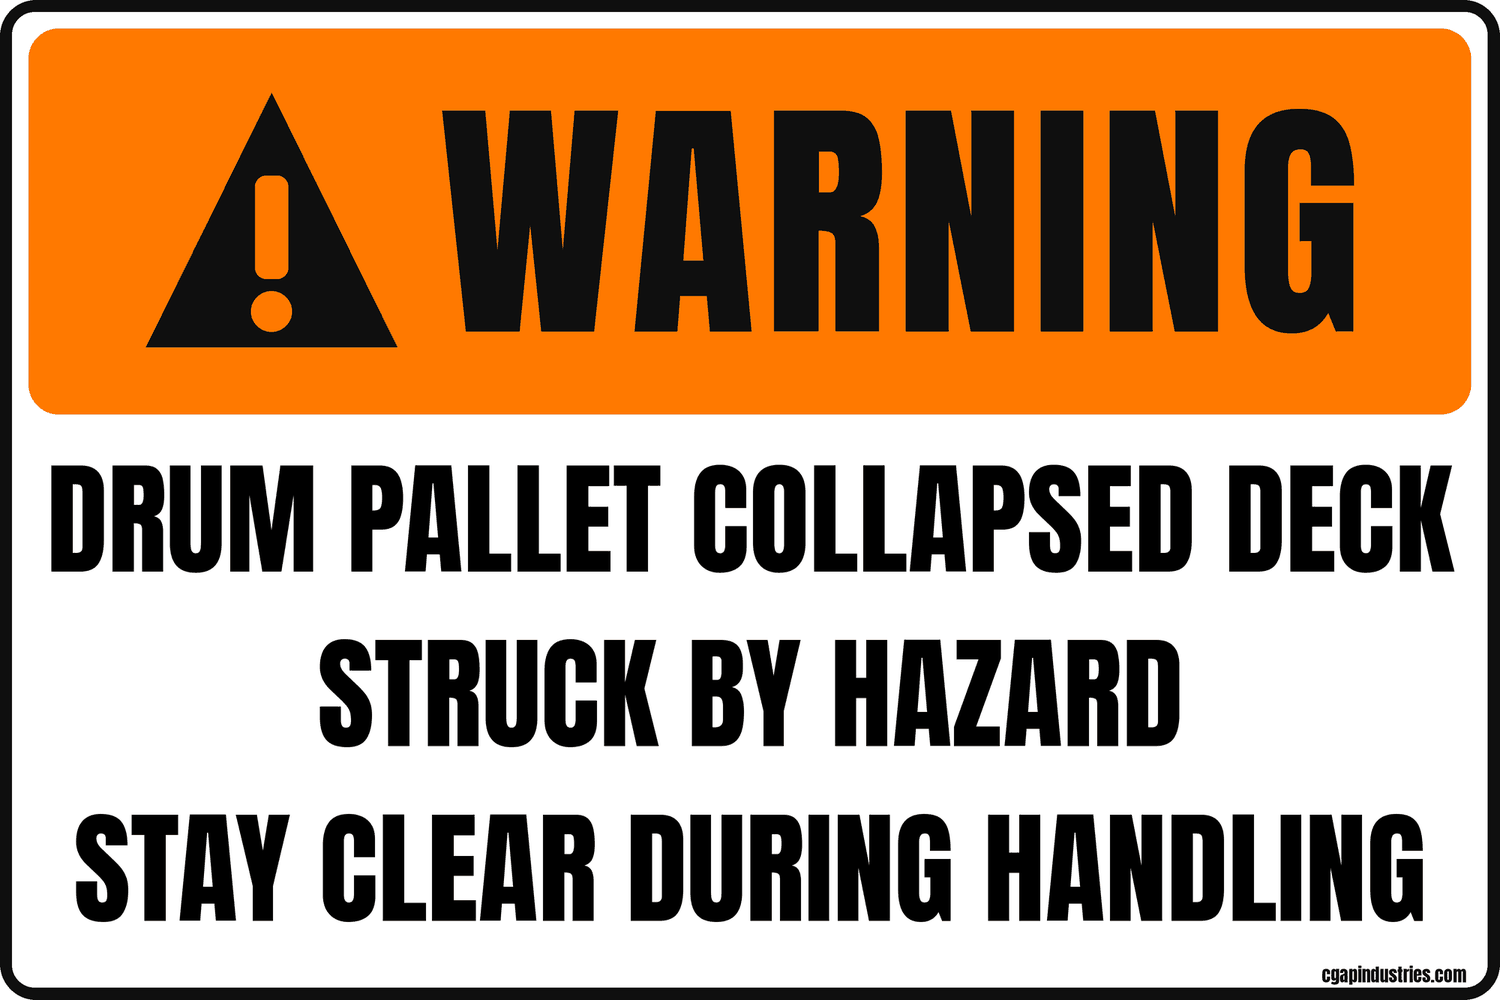 WARNING
DRUM PALLET COLLAPSED DECK
STRUCK BY HAZARD
STAY CLEAR DURING HANDLING
cgapindustries.com